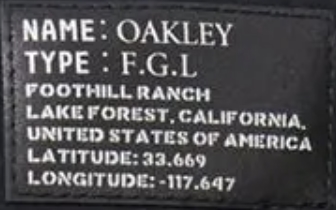 NAME: OAKLEY
TYPE : F.G.L
FOOTHILL RANCH
LAKE FOREST, CALIFORNIA,
UNITED STATES OF AMERICA
LATITUDE: 33.669
LONGITUDE: -117.647